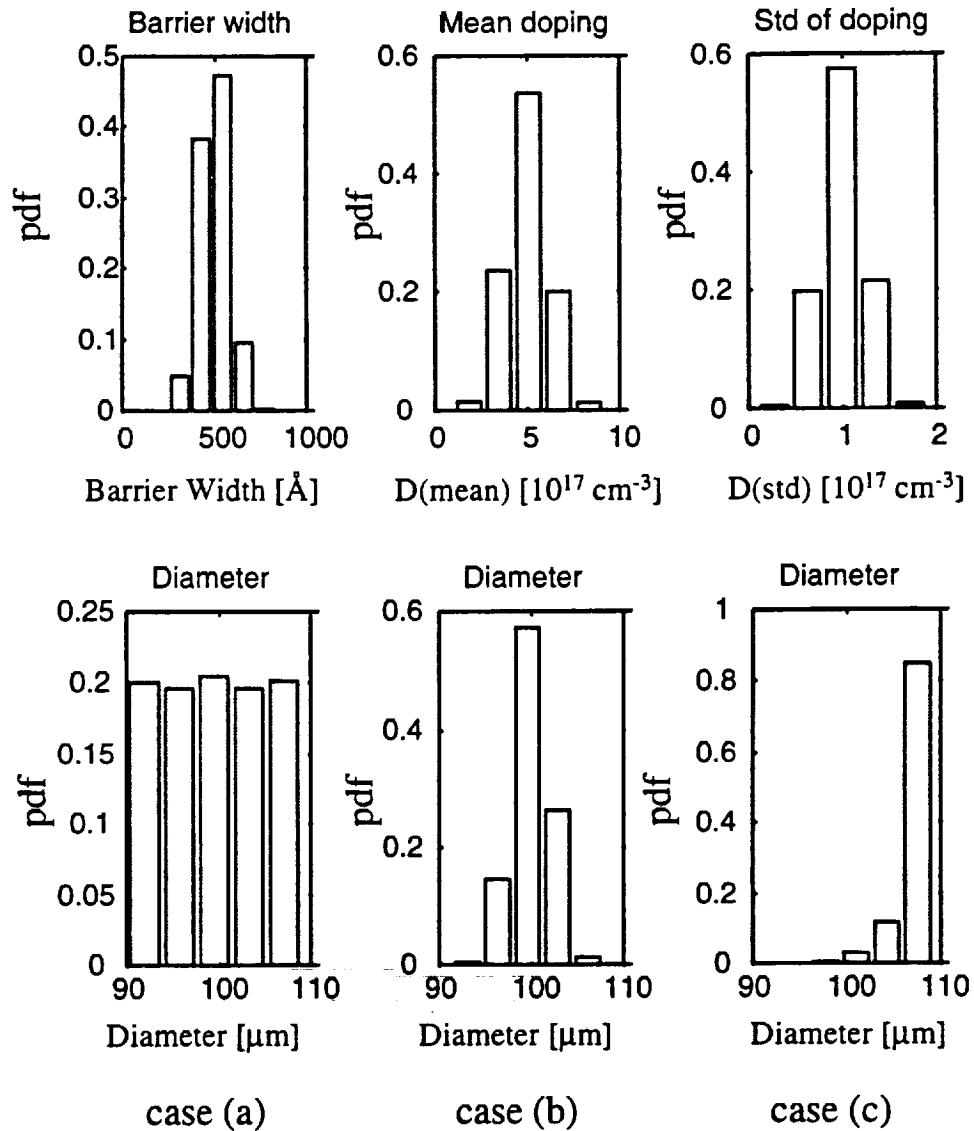 Barrier width
Mean doping
Std of doping
0.5
0.4
0.3
0.2
0.1
0
pdf
0
500
1000
Barrier Width [Å]
0.6
0.4
0.2
0
pdf
0
5
10
D(mean) [10¹⁷ cm⁻³]
0.6
0.4
0.2
0
pdf
0
1
2
D(std) [10¹⁷ cm⁻³]
Diameter
Diameter
Diameter
0.25
0.2
0.15
0.1
0.05
0
pdf
90
100
110
Diameter [μm]
case (a)
0.6
0.4
0.2
0
pdf
90
100
110
Diameter [μm]
case (b)
1
0.8
0.6
0.4
0.2
0
pdf
90
100
110
Diameter [μm]
case (c)